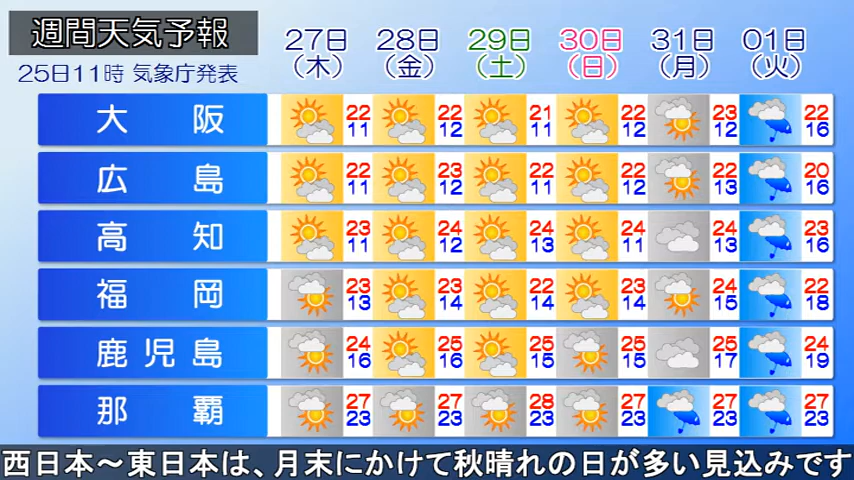 週間天気予報
25日11時 気象庁発表
27日 28日 29日 30日 31日 01日
(木) (金) (土) (日) (月) (火)
大阪 22 11 22 12 21 11 22 12 23 12 22 16
広島 22 11 23 12 22 11 22 12 22 13 20 16
高知 23 11 24 12 24 13 24 11 24 13 23 16
福岡 23 13 23 14 22 14 23 14 24 15 22 18
鹿児島 24 16 25 16 25 15 25 15 25 17 24 19
那覇 27 23 27 23 28 23 27 23 27 23 27 23
西日本～東日本は、月末にかけて秋晴れの日が多い見込みです